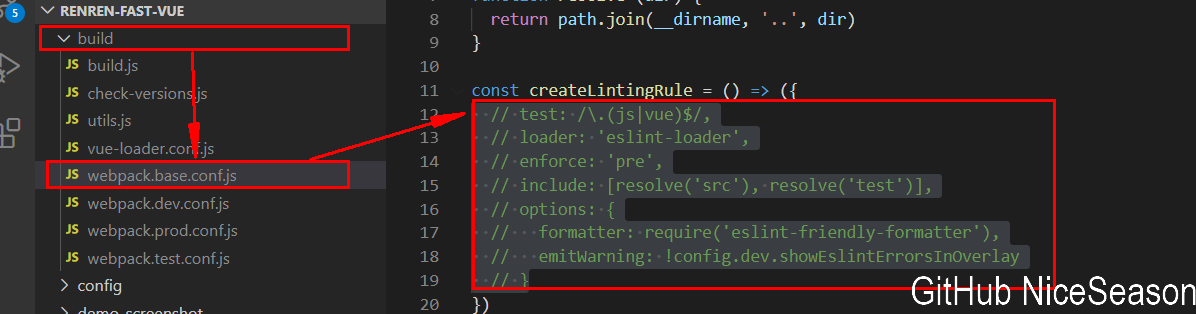 5
RENREN-FAST-VUE
build
JS build.js
JS check-versions.js
JS utils.js
JS vue-loader.conf.js
JS webpack.base.conf.js
JS webpack.dev.conf.js
JS webpack.prod.conf.js
JS webpack.test.conf.js
config
demo-screenshot
8 return path.join(__dirname, '..', dir)
9 }
10
11 const createLintingRule = () => ({
12 // test: /\.(js|vue)$/,
13 // loader: 'eslint-loader',
14 // enforce: 'pre',
15 // include: [resolve('src'), resolve('test')],
16 // options: {
17 // formatter: require('eslint-friendly-formatter'),
18 // emitWarning: !config.dev.showEslintErrorsInOverlay
19 // }
20 })
GitHub NiceSeason